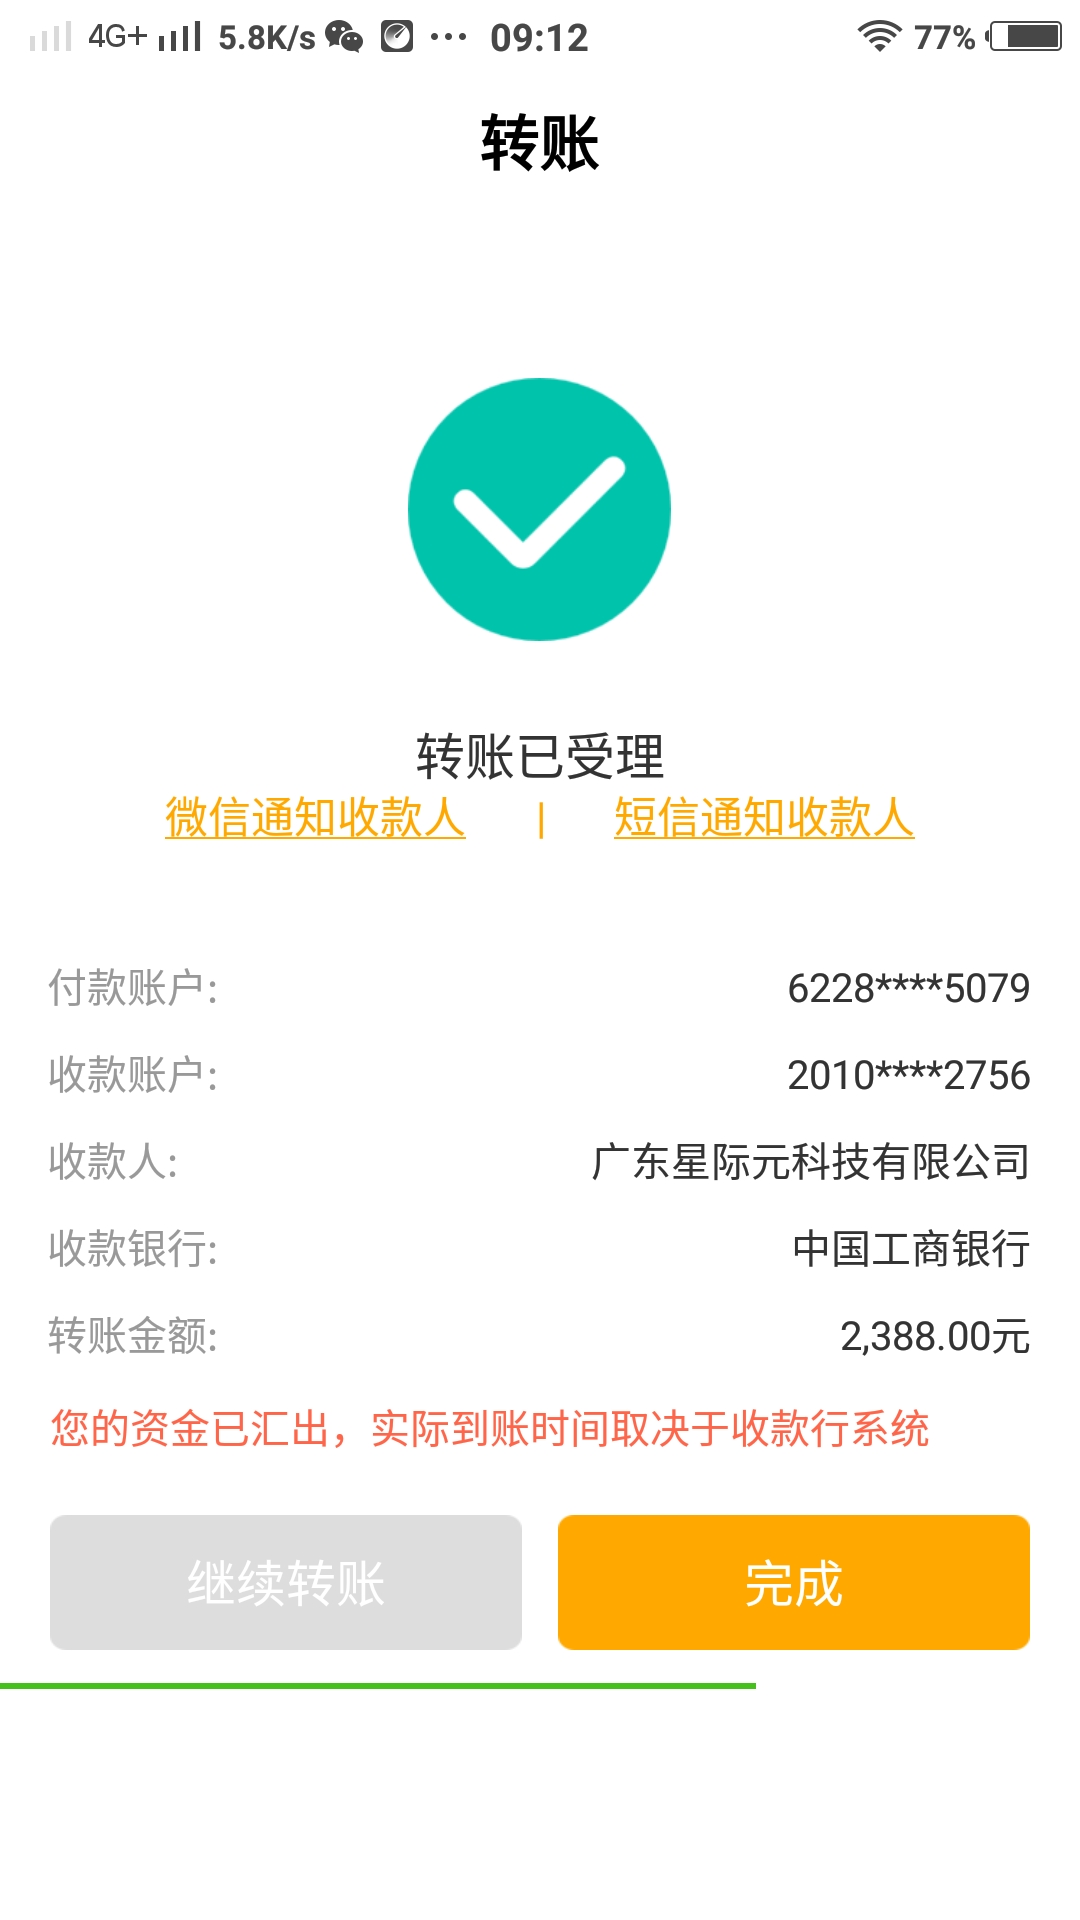 4G+ 5.8K/s ··· 09:12 77%
转账
转账已受理
微信通知收款人 | 短信通知收款人
付款账户: 6228****5079
收款账户: 2010****2756
收款人: 广东星际元科技有限公司
收款银行: 中国工商银行
转账金额: 2,388.00元
您的资金已汇出，实际到账时间取决于收款行系统
继续转账 完成